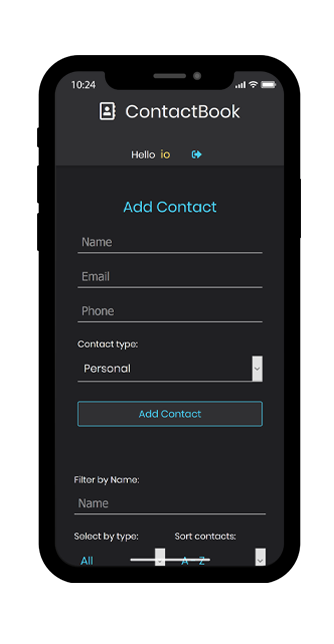 10:24
ContactBook
Hello io
Add Contact
Name
Email
Phone
Contact type:
Personal
Add Contact
Filter by Name:
Name
Select by type: Sort contacts:
All A - Z